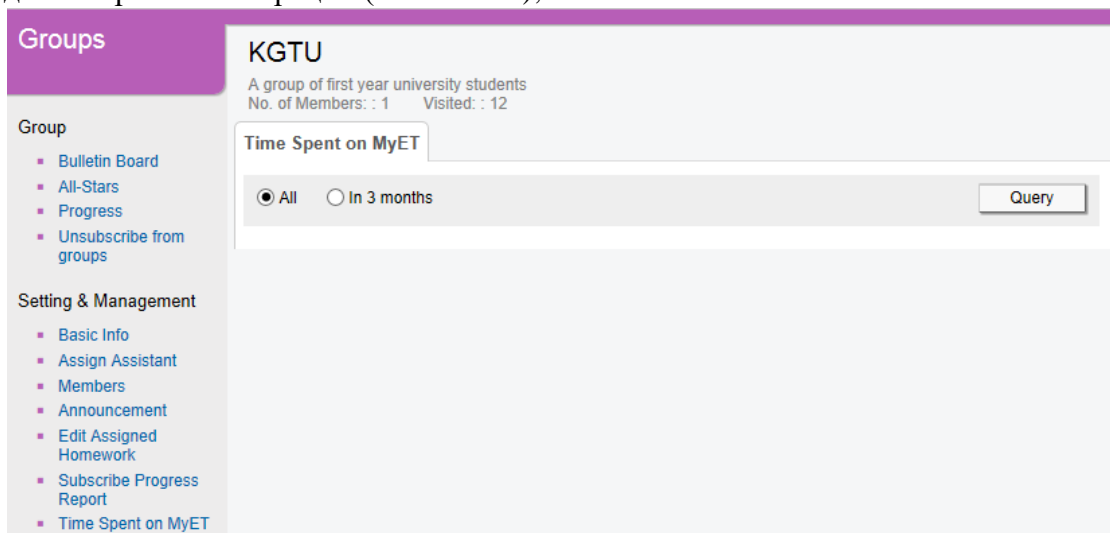 Groups
KGTU
A group of first year university students
No. of Members: : 1 Visited: : 12
Time Spent on MyET
All In 3 months Query
Group
Bulletin Board
All-Stars
Progress
Unsubscribe from
groups
Setting & Management
Basic Info
Assign Assistant
Members
Announcement
Edit Assigned
Homework
Subscribe Progress
Report
Time Spent on MyET